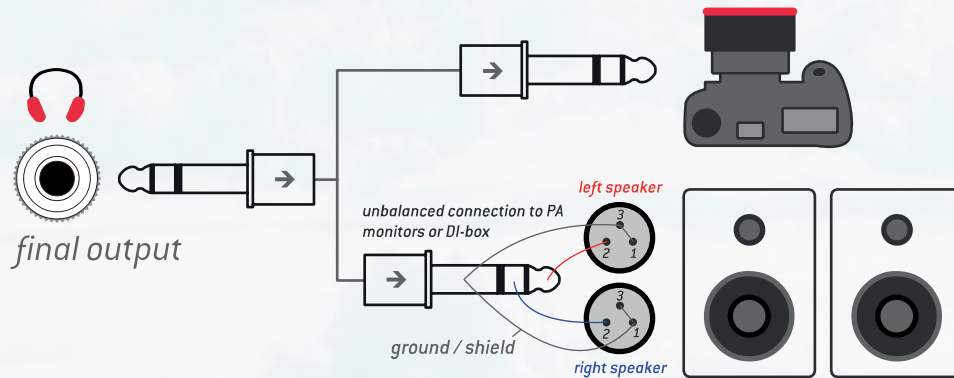 final output
unbalanced connection to PA
monitors or DI-box
left speaker
3
2
1
3
2
1
ground / shield
right speaker